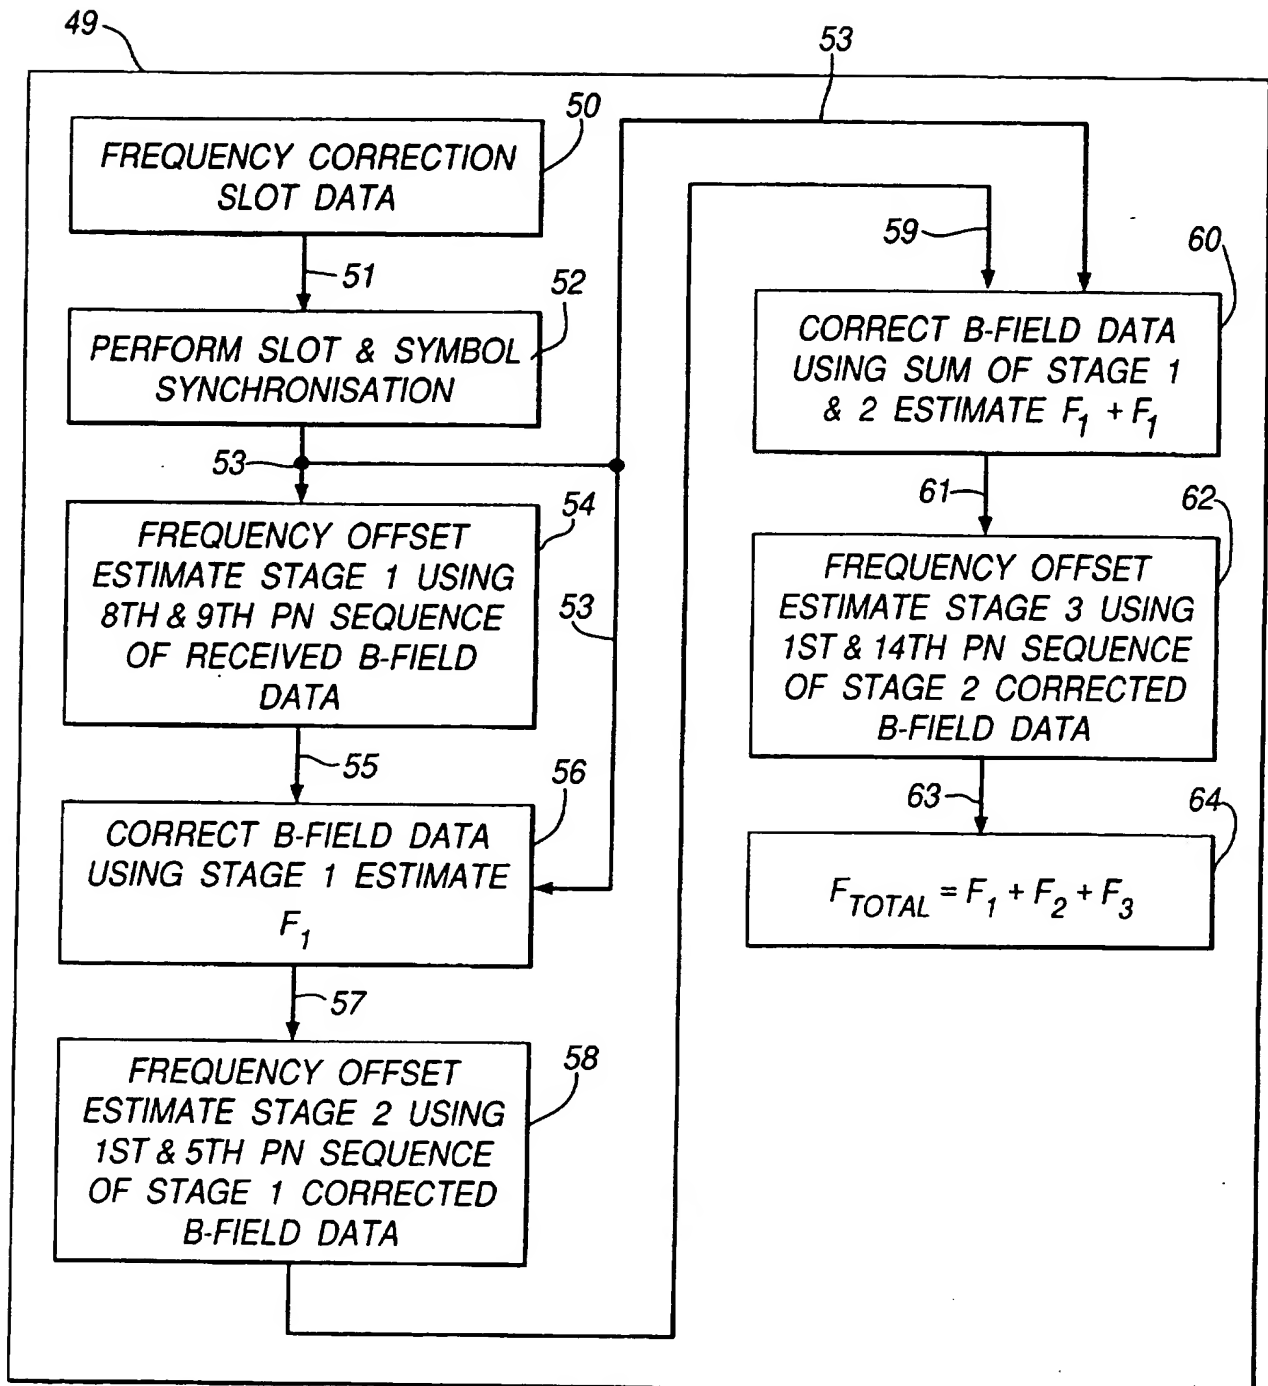 49
53
50
FREQUENCY CORRECTION
SLOT DATA
51
52
PERFORM SLOT & SYMBOL
SYNCHRONISATION
53
54
FREQUENCY OFFSET
ESTIMATE STAGE 1 USING
8TH & 9TH PN SEQUENCE
OF RECEIVED B-FIELD
DATA
53
55
56
CORRECT B-FIELD DATA
USING STAGE 1 ESTIMATE
F1
57
58
FREQUENCY OFFSET
ESTIMATE STAGE 2 USING
1ST & 5TH PN SEQUENCE
OF STAGE 1 CORRECTED
B-FIELD DATA
59
60
CORRECT B-FIELD DATA
USING SUM OF STAGE 1
& 2 ESTIMATE F1 + F1
61
62
FREQUENCY OFFSET
ESTIMATE STAGE 3 USING
1ST & 14TH PN SEQUENCE
OF STAGE 2 CORRECTED
B-FIELD DATA
63
64
FTOTAL = F1 + F2 + F3